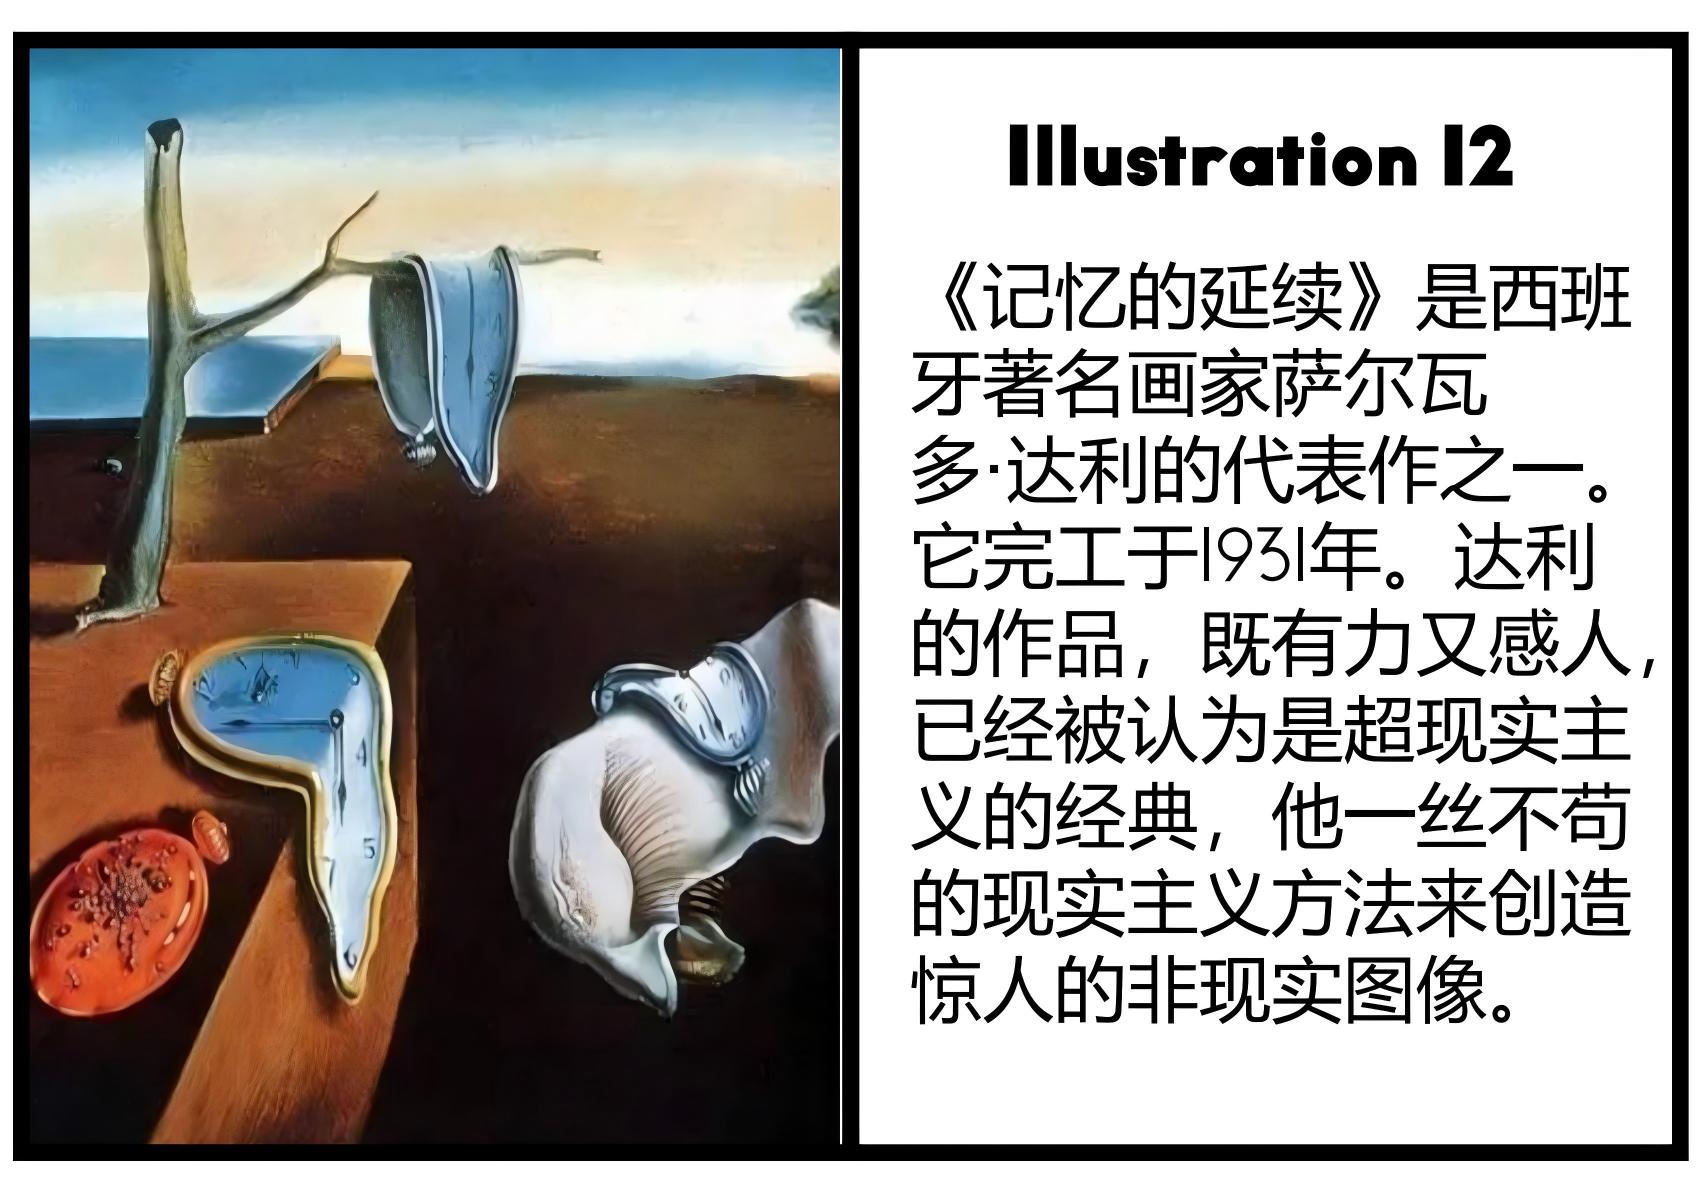 Illustration 12
《记忆的延续》是西班
牙著名画家萨尔瓦
多·达利的代表作之一。
它完工于1931年。达利
的作品，既有力又感人，
已经被认为是超现实主
义的经典，他一丝不苟
的现实主义方法来创造
惊人的非现实图像。
4
5
6